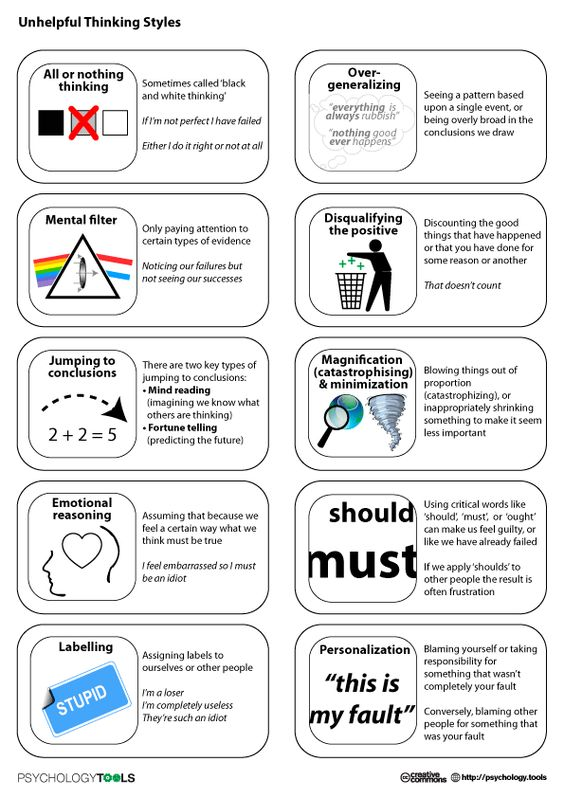 Unhelpful Thinking Styles
All or nothing
thinking
Sometimes called ‘black
and white thinking’
If I’m not perfect I have failed
Either I do it right or not at all
Over-
generalizing
“everything is
always rubbish”
“nothing good
ever happens”
Seeing a pattern based
upon a single event, or
being overly broad in the
conclusions we draw
Mental filter
Only paying attention to
certain types of evidence
Noticing our failures but
not seeing our successes
Disqualifying
the positive
Discounting the good
things that have happened
or that you have done for
some reason or another
That doesn’t count
Jumping to
conclusions
2 + 2 = 5
There are two key types of
jumping to conclusions:
• Mind reading
(imagining we know what
others are thinking)
• Fortune telling
(predicting the future)
Magnification
(catastrophising)
& minimization
Blowing things out of
proportion
(catastrophizing), or
inappropriately shrinking
something to make it seem
less important
Emotional
reasoning
Assuming that because we
feel a certain way what we
think must be true
I feel embarrassed so I must
be an idiot
should
must
Using critical words like
‘should’, ‘must’, or ‘ought’
can make us feel guilty, or
like we have already failed
If we apply ‘shoulds’ to
other people the result is
often frustration
Labelling
STUPID
Assigning labels to
ourselves or other people
I’m a loser
I’m completely useless
They’re such an idiot
Personalization
“this is
my fault”
Blaming yourself or taking
responsibility for
something that wasn’t
completely your fault
Conversely, blaming other
people for something that
was your fault
PSYCHOLOGYTOOLS
cc creative commons http://psychology.tools